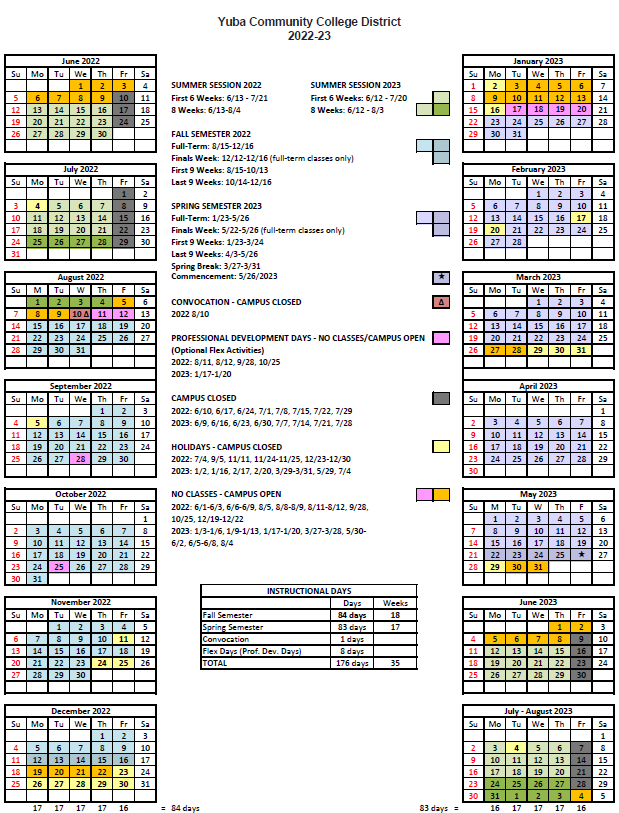 Yuba Community College District
2022-23
June 2022
Su Mo Tu We Th Fr Sa
1 2 3 4
5 6 7 8 9 10 11
12 13 14 15 16 17 18
19 20 21 22 23 24 25
26 27 28 29 30
July 2022
Su Mo Tu We Th Fr Sa
1 2
3 4 5 6 7 8 9
10 11 12 13 14 15 16
17 18 19 20 21 22 23
24 25 26 27 28 29 30
31
August 2022
Su M T W Th F Sa
1 2 3 4 5 6
7 8 9 10 Δ 11 12 13
14 15 16 17 18 19 20
21 22 23 24 25 26 27
28 29 30 31
September 2022
Su Mo Tu We Th Fr Sa
1 2 3
4 5 6 7 8 9 10
11 12 13 14 15 16 17
18 19 20 21 22 23 24
25 26 27 28 29 30
October 2022
Su Mo Tu We Th Fr Sa
1
2 3 4 5 6 7 8
9 10 11 12 13 14 15
16 17 18 19 20 21 22
23 24 25 26 27 28 29
30 31
November 2022
Su Mo Tu We Th Fr Sa
1 2 3 4 5
6 7 8 9 10 11 12
13 14 15 16 17 18 19
20 21 22 23 24 25 26
27 28 29 30
December 2022
Su Mo Tu We Th Fr Sa
1 2 3
4 5 6 7 8 9 10
11 12 13 14 15 16 17
18 19 20 21 22 23 24
25 26 27 28 29 30 31
17 17 17 17 16 = 84 days
SUMMER SESSION 2022 SUMMER SESSION 2023
First 6 Weeks: 6/13 - 7/21 First 6 Weeks: 6/12 - 7/20
8 Weeks: 6/13-8/4 8 Weeks: 6/12 - 8/3
FALL SEMESTER 2022
Full-Term: 8/15-12/16
Finals Week: 12/12-12/16 (full-term classes only)
First 9 Weeks: 8/15-10/13
Last 9 Weeks: 10/14-12/16
SPRING SEMESTER 2023
Full-Term: 1/23-5/26
Finals Week: 5/22-5/26 (full-term classes only)
First 9 Weeks: 1/23-3/24
Last 9 Weeks: 4/3-5/26
Spring Break: 3/27-3/31
Commencement: 5/26/2023 ★
CONVOCATION - CAMPUS CLOSED Δ
2022 8/10
PROFESSIONAL DEVELOPMENT DAYS - NO CLASSES/CAMPUS OPEN
(Optional Flex Activities)
2022: 8/11, 8/12, 9/28, 10/25
2023: 1/17-1/20
CAMPUS CLOSED
2022: 6/10, 6/17, 6/24, 7/1, 7/8, 7/15, 7/22, 7/29
2023: 6/9, 6/16, 6/23, 6/30, 7/7, 7/14, 7/21, 7/28
HOLIDAYS - CAMPUS CLOSED
2022: 7/4, 9/5, 11/11, 11/24-11/25, 12/23-12/30
2023: 1/2, 1/16, 2/17, 2/20, 3/29-3/31, 5/29, 7/4
NO CLASSES - CAMPUS OPEN
2022: 6/1-6/3, 6/6-6/9, 8/5, 8/8-8/9, 8/11-8/12, 9/28,
10/25, 12/19-12/22
2023: 1/3-1/6, 1/9-1/13, 1/17-1/20, 3/27-3/28, 5/30-
6/2, 6/5-6/8, 8/4
INSTRUCTIONAL DAYS
Days Weeks
Fall Semester 84 days 18
Spring Semester 83 days 17
Convocation 1 days
Flex Days (Prof. Dev. Days) 8 days
TOTAL 176 days 35
January 2023
Su Mo Tu We Th Fr Sa
1 2 3 4 5 6 7
8 9 10 11 12 13 14
15 16 17 18 19 20 21
22 23 24 25 26 27 28
29 30 31
February 2023
Su Mo Tu We Th Fr Sa
1 2 3 4
5 6 7 8 9 10 11
12 13 14 15 16 17 18
19 20 21 22 23 24 25
26 27 28
March 2023
Su Mo Tu We Th Fr Sa
1 2 3 4
5 6 7 8 9 10 11
12 13 14 15 16 17 18
19 20 21 22 23 24 25
26 27 28 29 30 31
April 2023
Su Mo Tu We Th Fr Sa
1
2 3 4 5 6 7 8
9 10 11 12 13 14 15
16 17 18 19 20 21 22
23 24 25 26 27 28 29
30
May 2023
Su M T W Th F Sa
1 2 3 4 5 6
7 8 9 10 11 12 13
14 15 16 17 18 19 20
21 22 23 24 25 ★ 27
28 29 30 31
June 2023
Su Mo Tu We Th Fr Sa
1 2 3
4 5 6 7 8 9 10
11 12 13 14 15 16 17
18 19 20 21 22 23 24
25 26 27 28 29 30
July - August 2023
Su Mo Tu We Th Fr Sa
1
2 3 4 5 6 7 8
9 10 11 12 13 14 15
16 17 18 19 20 21 22
23 24 25 26 27 28 29
30 31 1 2 3 4 5
83 days = 16 17 17 17 16